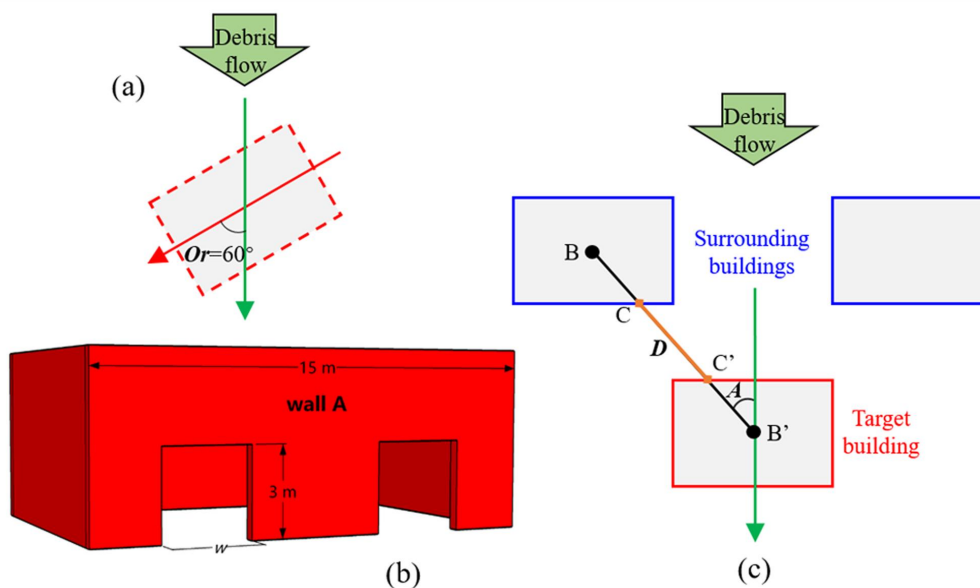 Debris
flow
(a)
Or=60°
15 m
wall A
3 m
w
(b)
Debris
flow
B
Surrounding
buildings
C
D
C’
A
B’
Target
building
(c)